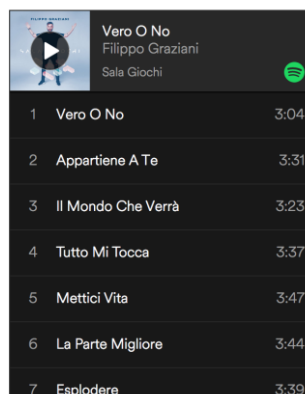 FILIPPO GRAZIANI
Vero O No
Filippo Graziani
Sala Giochi
1 Vero O No 3:04
2 Appartiene A Te 3:31
3 Il Mondo Che Verrà 3:23
4 Tutto Mi Tocca 3:37
5 Mettici Vita 3:47
6 La Parte Migliore 3:44
7 Esplodere 3:39